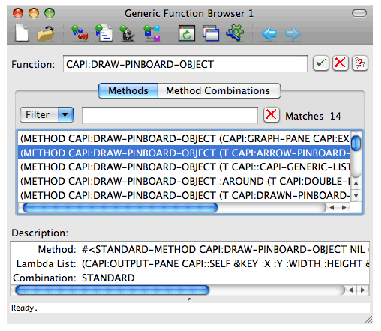 Generic Function Browser 1
Function: CAPI:DRAW-PINBOARD-OBJECT
Methods Method Combinations
Filter Matches 14
(METHOD CAPI:DRAW-PINBOARD-OBJECT (CAPI:GRAPH-PANE CAPI:EX
(METHOD CAPI:DRAW-PINBOARD-OBJECT (T CAPI:ARROW-PINBOARD-
(METHOD CAPI:DRAW-PINBOARD-OBJECT (T CAPI::CAPI-GENERIC-LIST
(METHOD CAPI:DRAW-PINBOARD-OBJECT :AROUND (T CAPI:DOUBLE-
(METHOD CAPI:DRAW-PINBOARD-OBJECT (T CAPI:DRAWN-PINBOARD-
Description:
Method: #<STANDARD-METHOD CAPI:DRAW-PINBOARD-OBJECT NIL (
Lambda List: (CAPI:OUTPUT-PANE CAPI::SELF &KEY :X :Y :WIDTH :HEIGHT &
Combination: STANDARD
Ready.